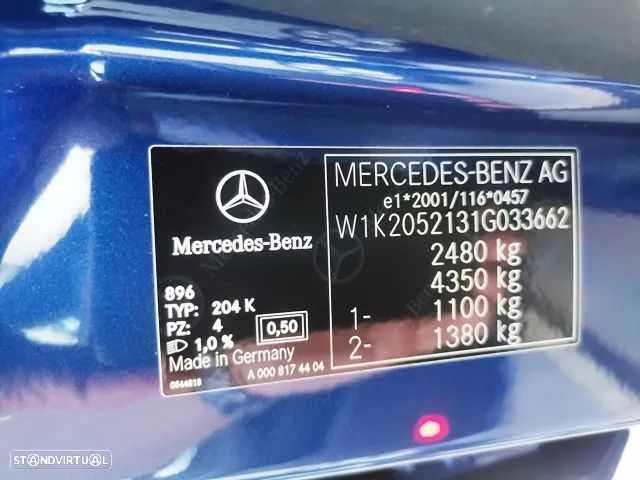 Mercedes-Benz
896
TYP: 204 K
PZ: 4
0,50
1,0 %
Made in Germany
0544818
A 000 817 44 04
MERCEDES-BENZ AG
e1*2001/116*0457
W1K2052131G033662
2480 kg
4350 kg
1- 1100 kg
2- 1380 kg
STANDVIRTUAL